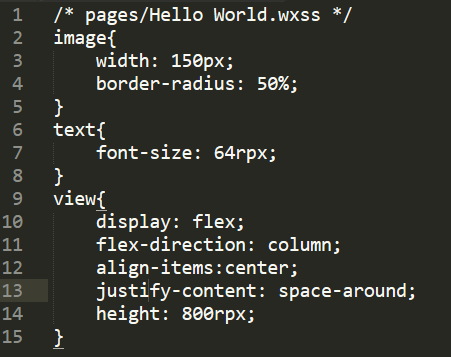 1 /* pages/Hello World.wxss */
2 image{
3     width: 150px;
4     border-radius: 50%;
5 }
6 text{
7     font-size: 64rpx;
8 }
9 view{
10     display: flex;
11     flex-direction: column;
12     align-items:center;
13     justify-content: space-around;
14     height: 800rpx;
15 }